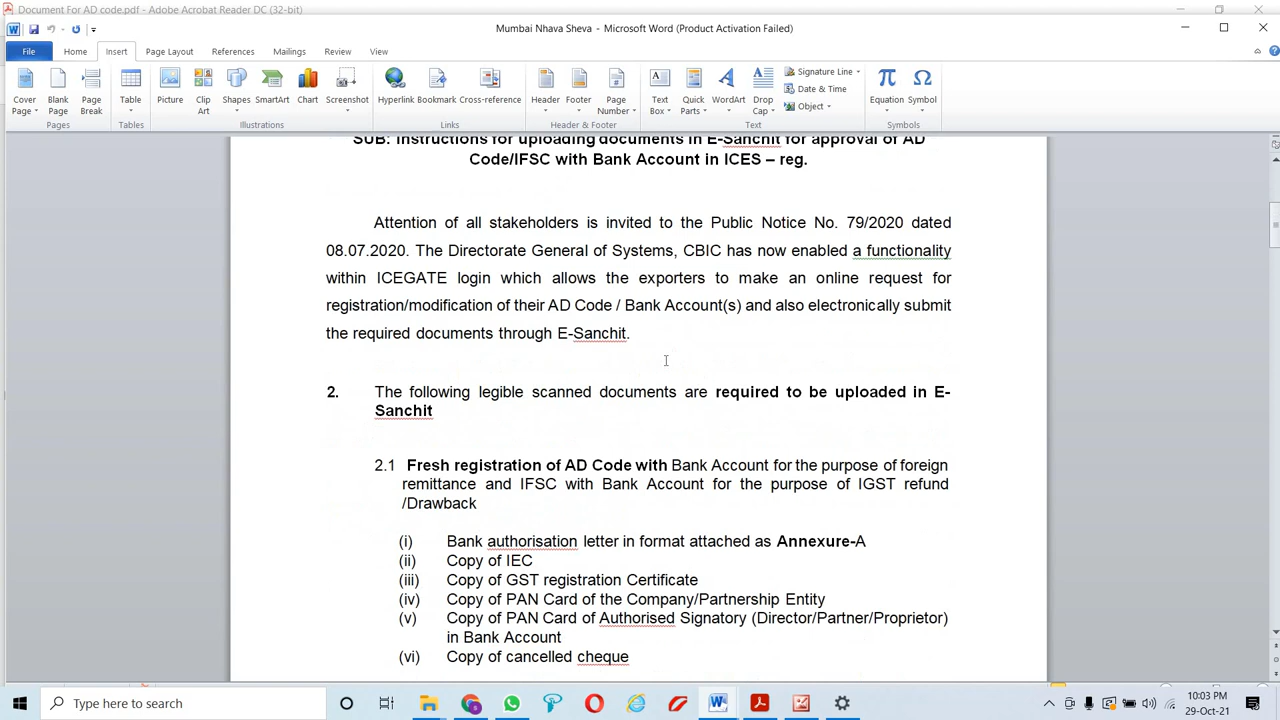 Document For AD code.pdf - Adobe Acrobat Reader DC (32-bit)
Mumbai Nhava Sheva - Microsoft Word (Product Activation Failed)
File Home Insert Page Layout References Mailings Review View
Cover Page Blank Page Page Break Table Picture Clip Art Shapes SmartArt Chart Screenshot Hyperlink Bookmark Cross-reference Header Footer Page Number Text Box Quick Parts WordArt Drop Cap Signature Line Date & Time Object Equation Symbol
Pages Tables Illustrations Links Header & Footer Text Symbols
SUB: Instructions for uploading documents in E-Sanchit for approval of AD
Code/IFSC with Bank Account in ICES – reg.
Attention of all stakeholders is invited to the Public Notice No. 79/2020 dated
08.07.2020. The Directorate General of Systems, CBIC has now enabled a functionality
within ICEGATE login which allows the exporters to make an online request for
registration/modification of their AD Code / Bank Account(s) and also electronically submit
the required documents through E-Sanchit.
2. The following legible scanned documents are required to be uploaded in E-
Sanchit
2.1 Fresh registration of AD Code with Bank Account for the purpose of foreign
remittance and IFSC with Bank Account for the purpose of IGST refund
/Drawback
(i) Bank authorisation letter in format attached as Annexure-A
(ii) Copy of IEC
(iii) Copy of GST registration Certificate
(iv) Copy of PAN Card of the Company/Partnership Entity
(v) Copy of PAN Card of Authorised Signatory (Director/Partner/Proprietor)
in Bank Account
(vi) Copy of cancelled cheque
Type here to search
10:03 PM
29-Oct-21